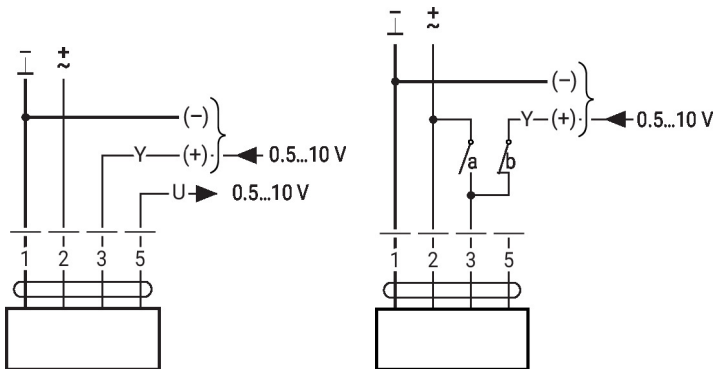 ⊥ ~
(–)
Y (+) 0.5...10 V
U 0.5...10 V
1 2 3 5
⊥ ~
(–)
Y (+) 0.5...10 V
a b
1 2 3 5